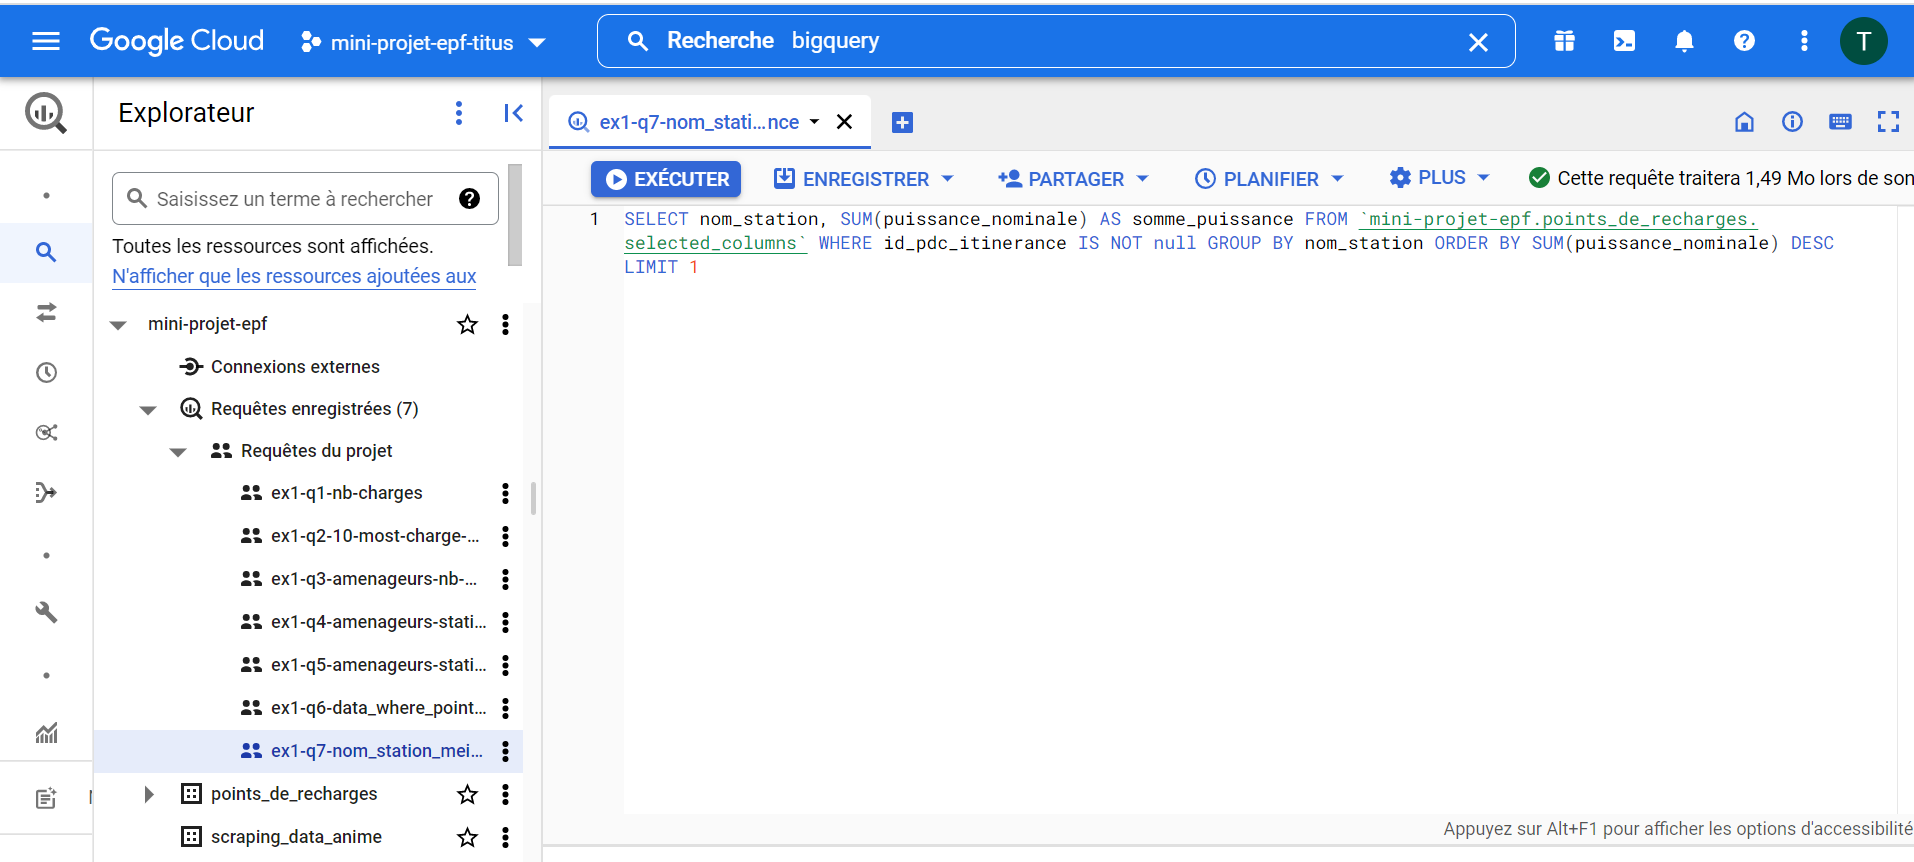 Google Cloud
mini-projet-epf-titus
Recherche bigquery
T
Explorateur
ex1-q7-nom_stati...nce
EXÉCUTER
ENREGISTRER
PARTAGER
PLANIFIER
PLUS
Cette requête traitera 1,49 Mo lors de son
Saisissez un terme à rechercher
Toutes les ressources sont affichées.
N'afficher que les ressources ajoutées aux
mini-projet-epf
Connexions externes
Requêtes enregistrées (7)
Requêtes du projet
ex1-q1-nb-charges
ex1-q2-10-most-charge-...
ex1-q3-amenageurs-nb-...
ex1-q4-amenageurs-stati...
ex1-q5-amenageurs-stati...
ex1-q6-data_where_point...
ex1-q7-nom_station_mei...
points_de_recharges
scraping_data_anime
1 SELECT nom_station, SUM(puissance_nominale) AS somme_puissance FROM `mini-projet-epf.points_de_recharges.
selected_columns` WHERE id_pdc_itinerance IS NOT null GROUP BY nom_station ORDER BY SUM(puissance_nominale) DESC
LIMIT 1
Appuyez sur Alt+F1 pour afficher les options d'accessibilité